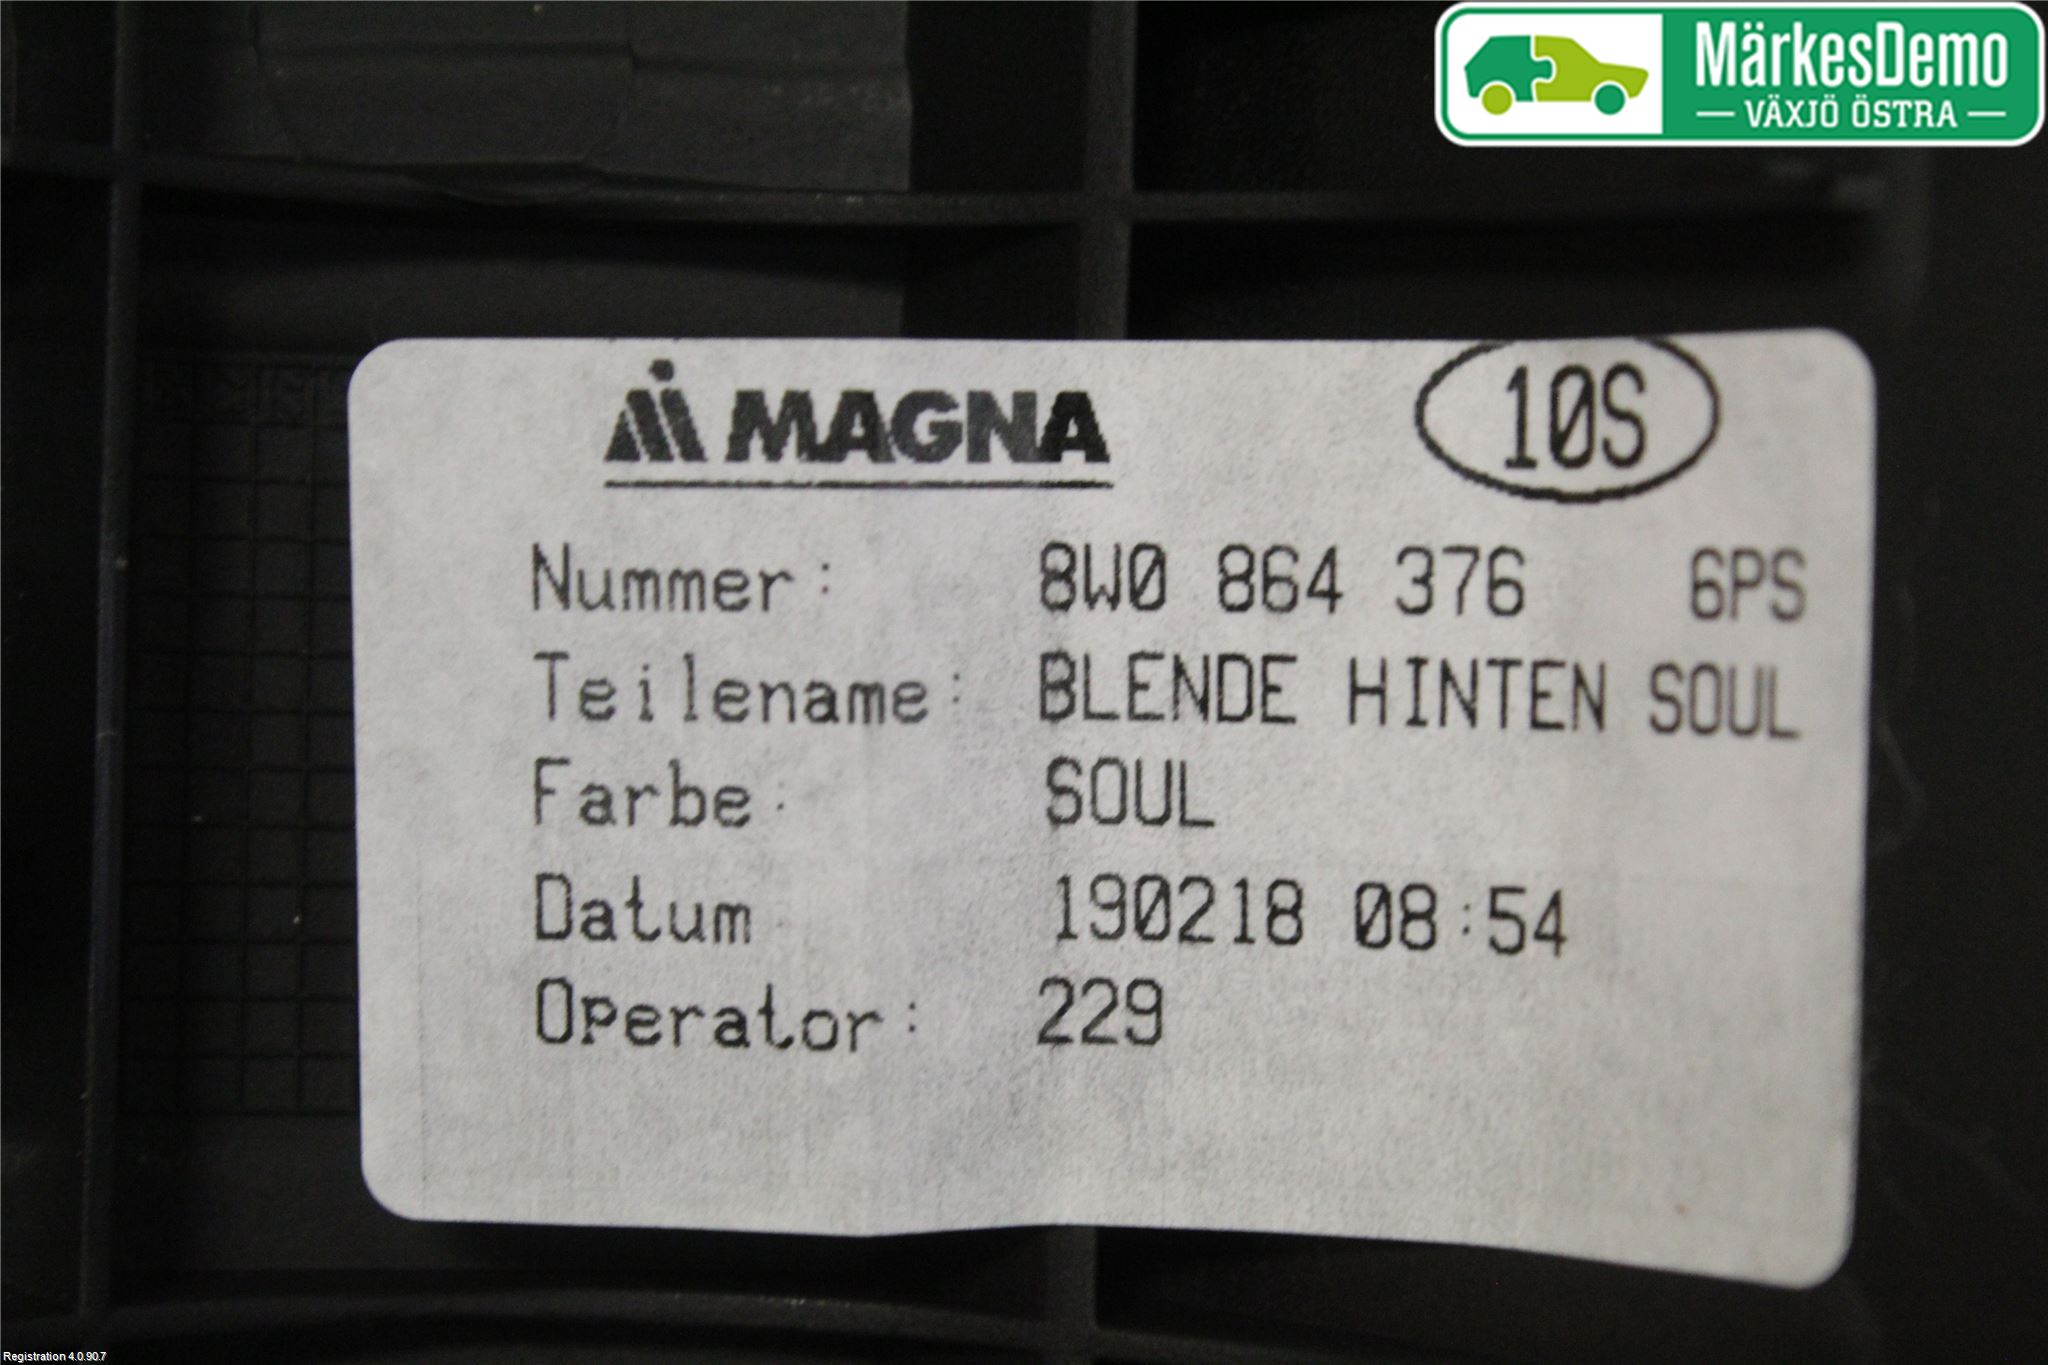 MärkesDemo
VÄXJÖ ÖSTRA
MAGNA
10S
Nummer: 8W0 864 376 6PS
Teilename: BLENDE HINTEN SOUL
Farbe: SOUL
Datum 190218 08:54
Operator: 229
Registration 4.0.90.7